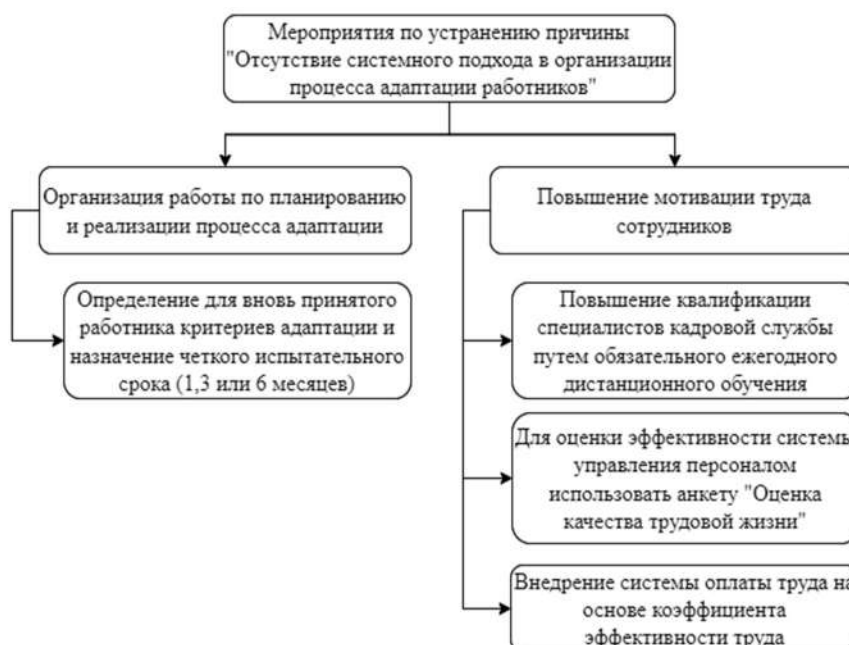 Мероприятия по устранению причины
"Отсутствие системного подхода в организации
процесса адаптации работников"
Организация работы по планированию
и реализации процесса адаптации
Определение для вновь принятого
работника критериев адаптации и
назначение четкого испытательного
срока (1,3 или 6 месяцев)
Повышение мотивации труда
сотрудников
Повышение квалификации
специалистов кадровой службы
путем обязательного ежегодного
дистанционного обучения
Для оценки эффективности системы
управления персоналом
использовать анкету "Оценка
качества трудовой жизни"
Внедрение системы оплаты труда на
основе коэффициента
эффективности труда